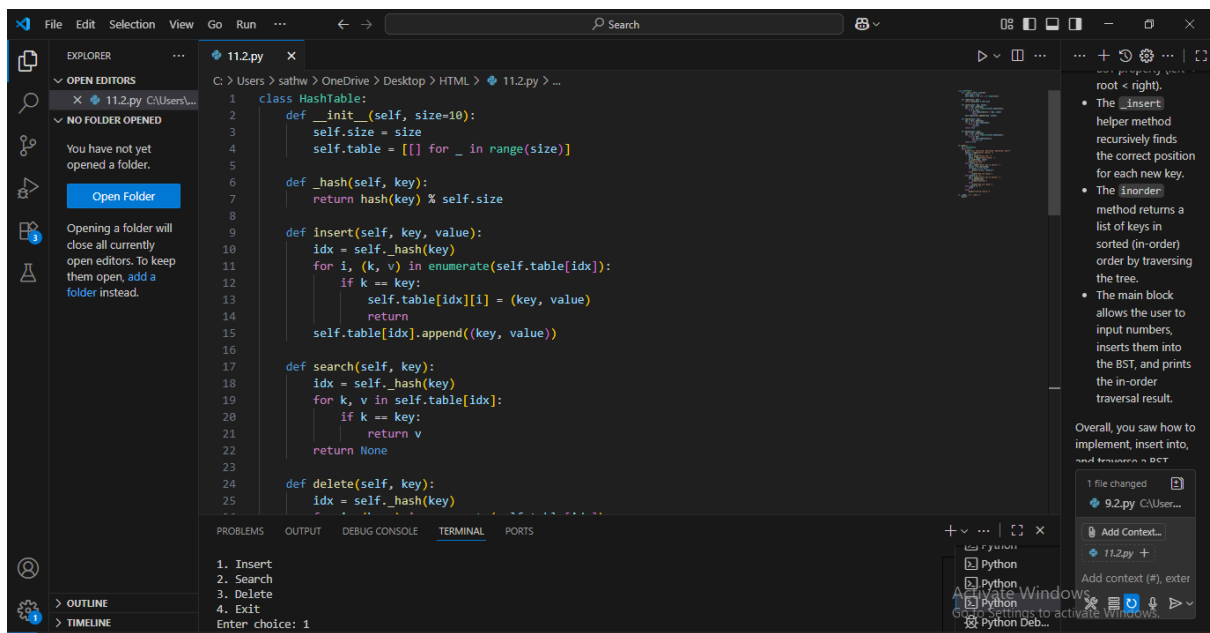 File Edit Selection View Go Run ··· Search
EXPLORER ···
OPEN EDITORS
11.2.py C:\Users\...
NO FOLDER OPENED
You have not yet
opened a folder.
Open Folder
Opening a folder will
close all currently
open editors. To keep
them open, add a
folder instead.
OUTLINE
TIMELINE
3
1
11.2.py
C: > Users > sathw > OneDrive > Desktop > HTML > 11.2.py > ...
1 class HashTable:
2     def __init__(self, size=10):
3         self.size = size
4         self.table = [[] for _ in range(size)]
5
6     def _hash(self, key):
7         return hash(key) % self.size
8
9     def insert(self, key, value):
10         idx = self._hash(key)
11         for i, (k, v) in enumerate(self.table[idx]):
12             if k == key:
13                 self.table[idx][i] = (key, value)
14                 return
15         self.table[idx].append((key, value))
16
17     def search(self, key):
18         idx = self._hash(key)
19         for k, v in self.table[idx]:
20             if k == key:
21                 return v
22         return None
23
24     def delete(self, key):
25         idx = self._hash(key)
PROBLEMS OUTPUT DEBUG CONSOLE TERMINAL PORTS
1. Insert
2. Search
3. Delete
4. Exit
Enter choice: 1
Python
Python
Python
Python
Python Deb...
root < right).
• The _insert
helper method
recursively finds
the correct position
for each new key.
• The inorder
method returns a
list of keys in
sorted (in-order)
order by traversing
the tree.
• The main block
allows the user to
input numbers,
inserts them into
the BST, and prints
the in-order
traversal result.
Overall, you saw how to
implement, insert into,
and traverse a BST
1 file changed
9.2.py C:\User...
Add Context...
11.2.py +
Add context (#), exter
Activate Windows
Go to Settings to activate Windows.